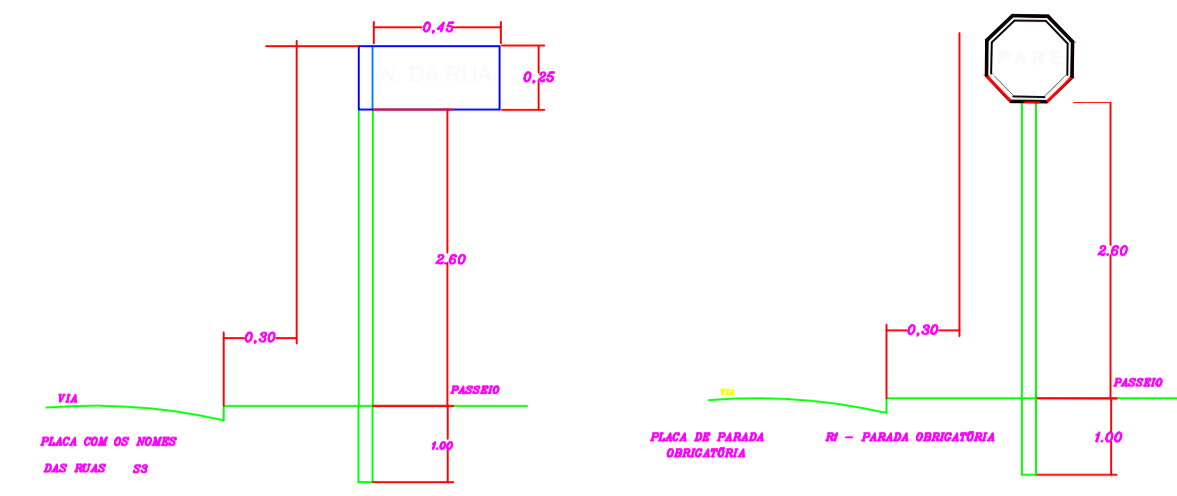 0,45
N. DA RUA
0,25
2.60
0,30
VIA
PASSEIO
1.00
PLACA COM OS NOMES
DAS RUAS S3
PARE
2.60
0,30
VIA
PASSEIO
1.00
PLACA DE PARADA
OBRIGATÓRIA
R1 - PARADA OBRIGATÓRIA